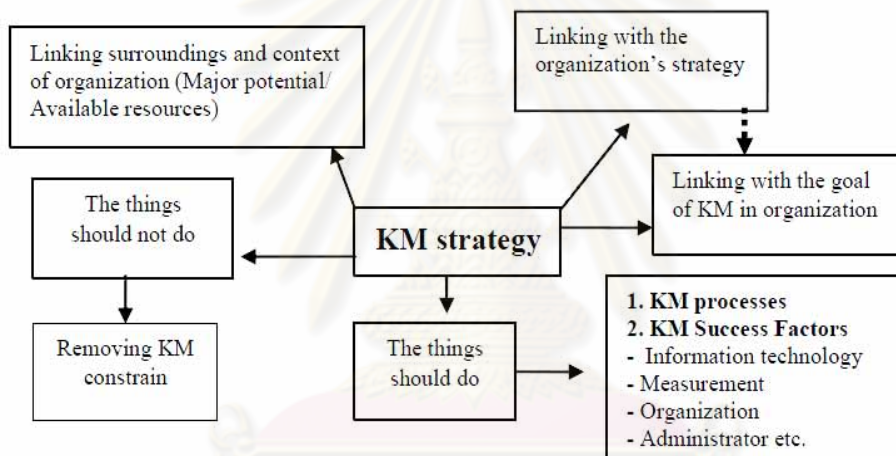 Linking surroundings and context
of organization (Major potential/
Available resources)
Linking with the
organization's strategy
The things
should not do
KM strategy
Linking with the goal
of KM in organization
Removing KM
constrain
The things
should do
1. KM processes
2. KM Success Factors
- Information technology
- Measurement
- Organization
- Administrator etc.